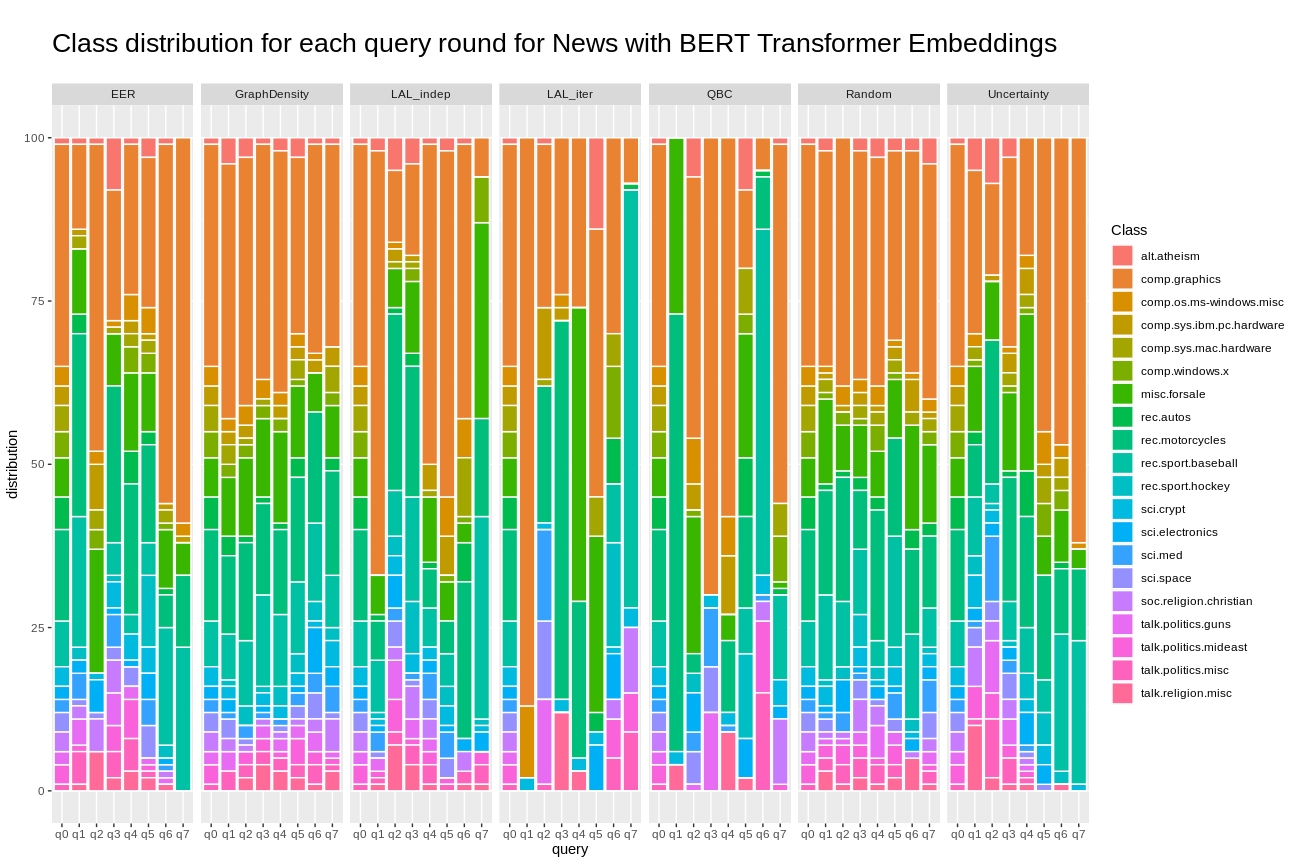 Class distribution for each query round for News with BERT Transformer Embeddings
EER GraphDensity LAL_indep LAL_iter QBC Random Uncertainty
100
75
50
25
0
distribution
q0 q1 q2 q3 q4 q5 q6 q7 q0 q1 q2 q3 q4 q5 q6 q7 q0 q1 q2 q3 q4 q5 q6 q7 q0 q1 q2 q3 q4 q5 q6 q7 q0 q1 q2 q3 q4 q5 q6 q7 q0 q1 q2 q3 q4 q5 q6 q7 q0 q1 q2 q3 q4 q5 q6 q7
query
Class
alt.atheism
comp.graphics
comp.os.ms-windows.misc
comp.sys.ibm.pc.hardware
comp.sys.mac.hardware
comp.windows.x
misc.forsale
rec.autos
rec.motorcycles
rec.sport.baseball
rec.sport.hockey
sci.crypt
sci.electronics
sci.med
sci.space
soc.religion.christian
talk.politics.guns
talk.politics.mideast
talk.politics.misc
talk.religion.misc